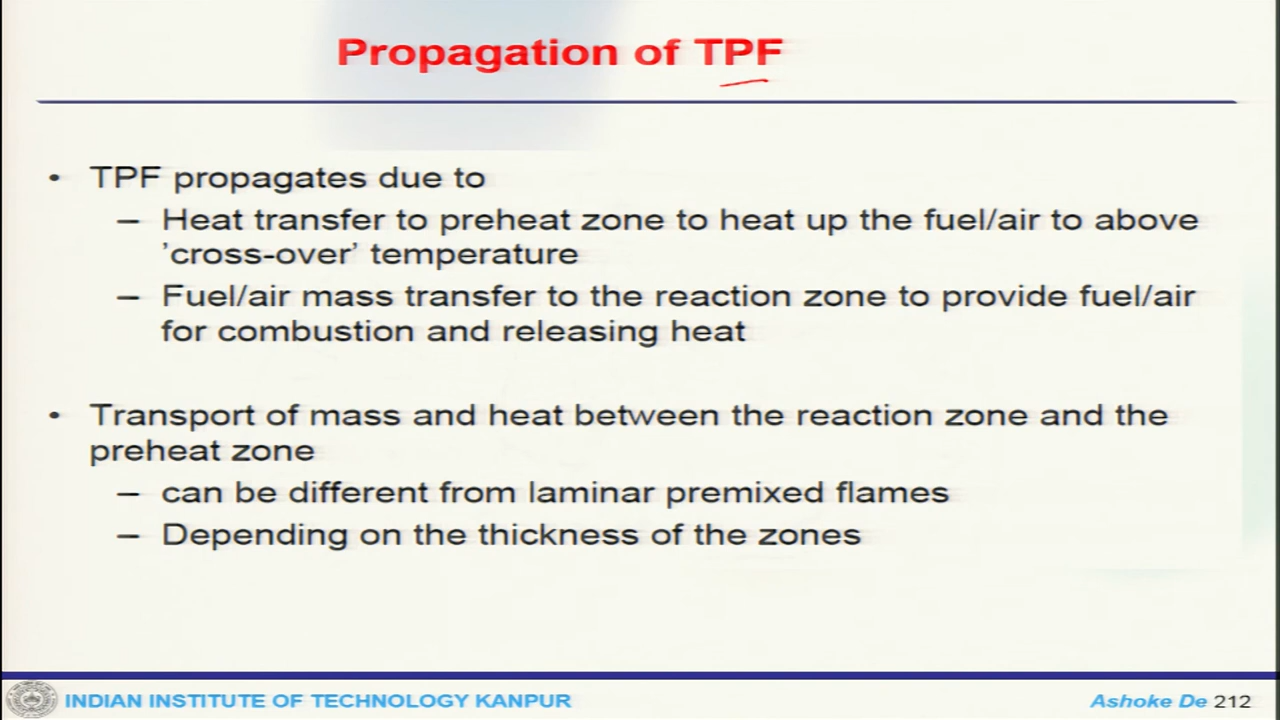 Propagation of TPF
• TPF propagates due to
– Heat transfer to preheat zone to heat up the fuel/air to above
'cross-over' temperature
– Fuel/air mass transfer to the reaction zone to provide fuel/air
for combustion and releasing heat
• Transport of mass and heat between the reaction zone and the
preheat zone
– can be different from laminar premixed flames
– Depending on the thickness of the zones
INDIAN INSTITUTE OF TECHNOLOGY KANPUR
Ashoke De 212